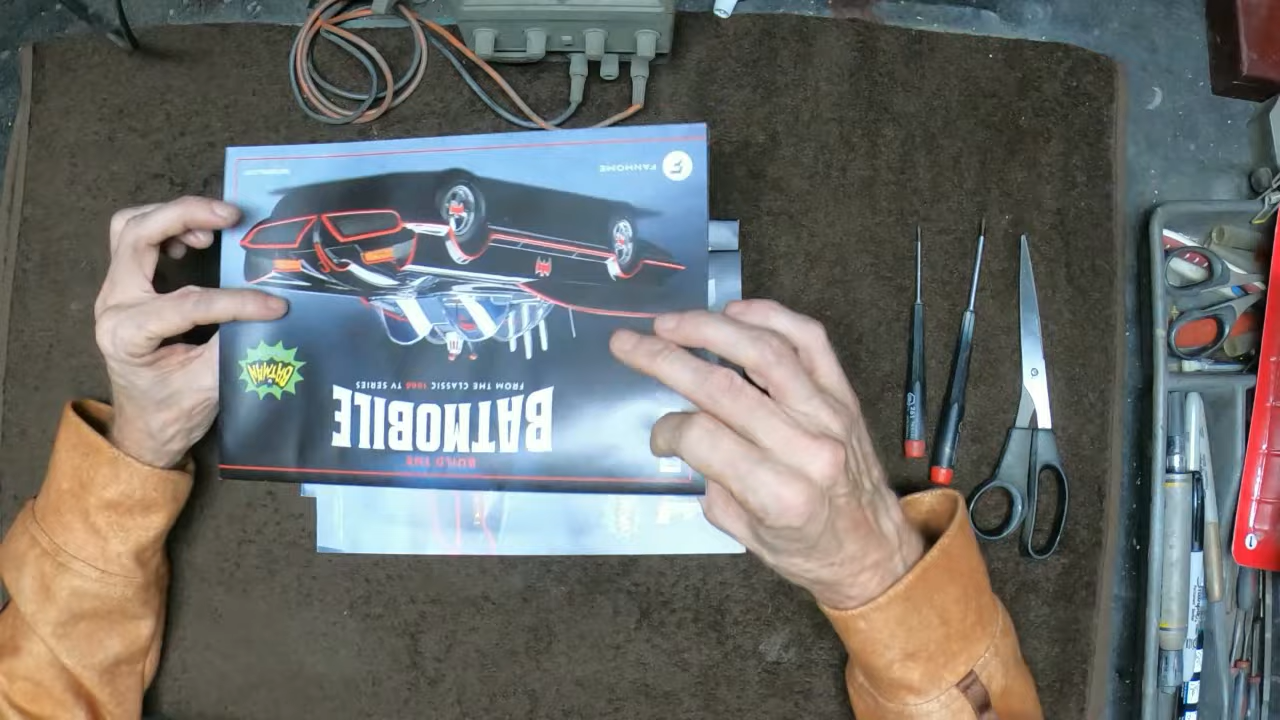 BUILD THE
BATMOBILE
FROM THE CLASSIC 1966 TV SERIES
BATMAN
FANHOME